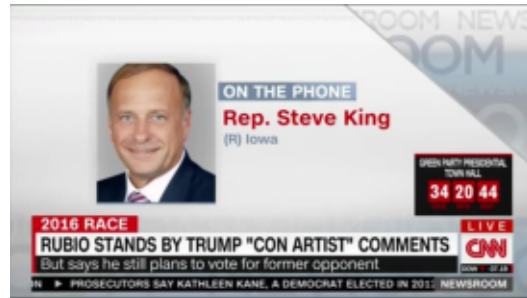 ROOM NEWS
ROOM
ON THE PHONE
Rep. Steve King
(R) Iowa
GREEN PARTY PRESIDENTIAL
TOWN HALL
34 20 44
2016 RACE
LIVE
RUBIO STANDS BY TRUMP "CON ARTIST" COMMENTS
CNN
But says he still plans to vote for former opponent
DOW
PROSECUTORS SAY KATHLEEN KANE, A DEMOCRAT ELECTED IN
NEWSROOM